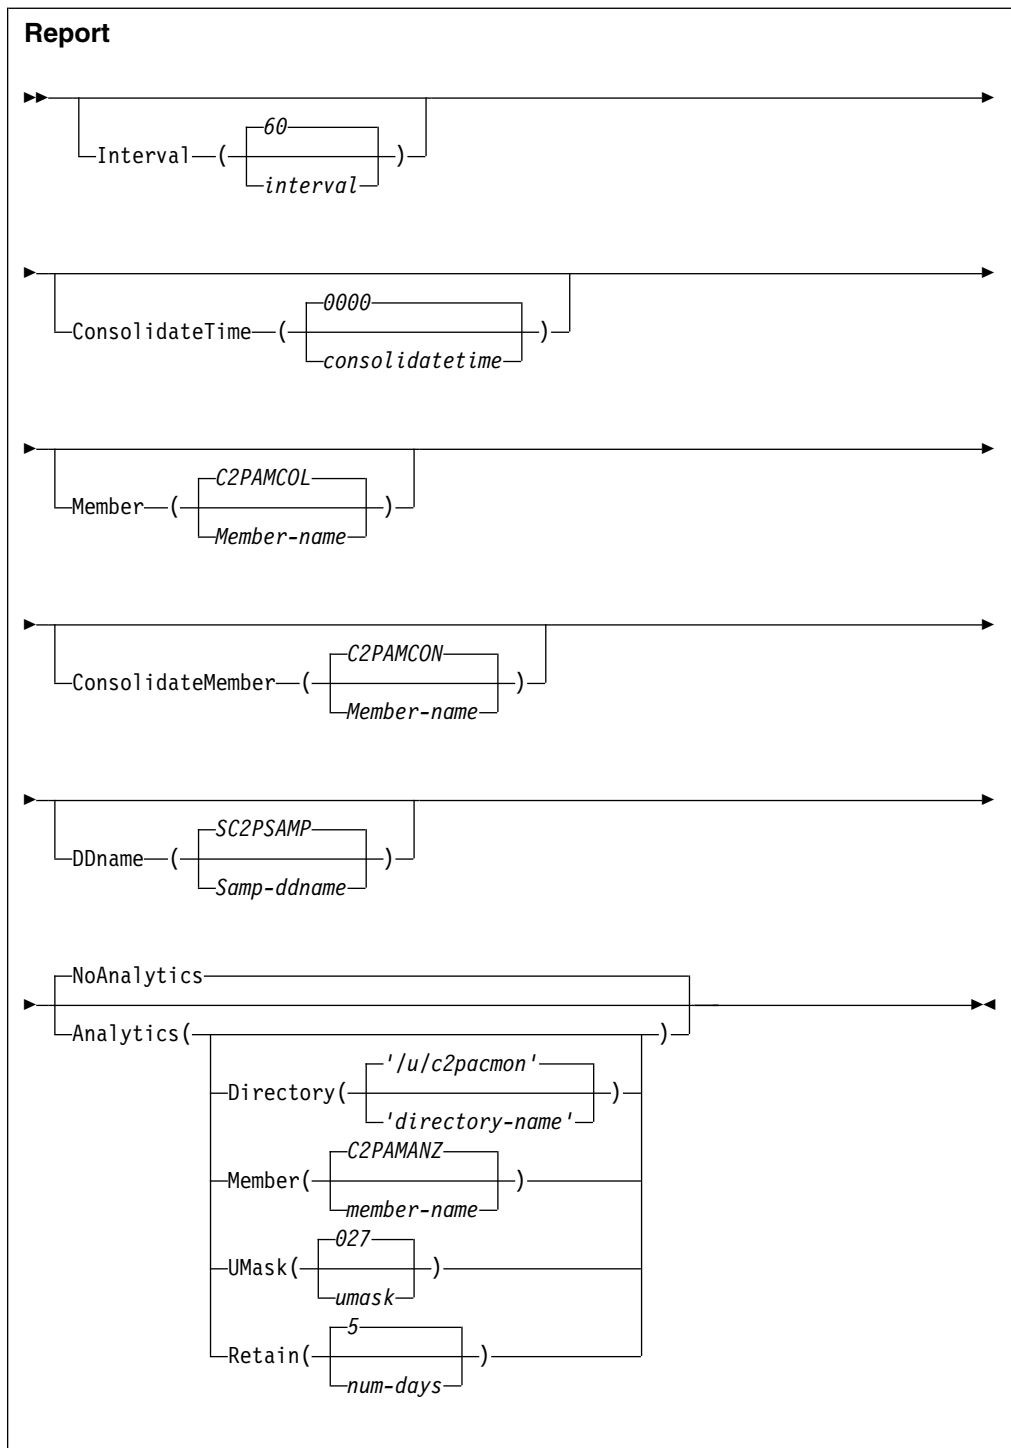 Report
60
Interval ( )
interval
0000
ConsolidateTime ( )
consolidatetime
C2PAMCOL
Member ( )
Member-name
C2PAMCON
ConsolidateMember ( )
Member-name
SC2PSAMP
DDname ( )
Samp-ddname
NoAnalytics
Analytics( )
'/u/c2pacmon'
Directory( )
'directory-name'
C2PAMANZ
Member( )
member-name
027
UMask( )
umask
5
Retain( )
num-days